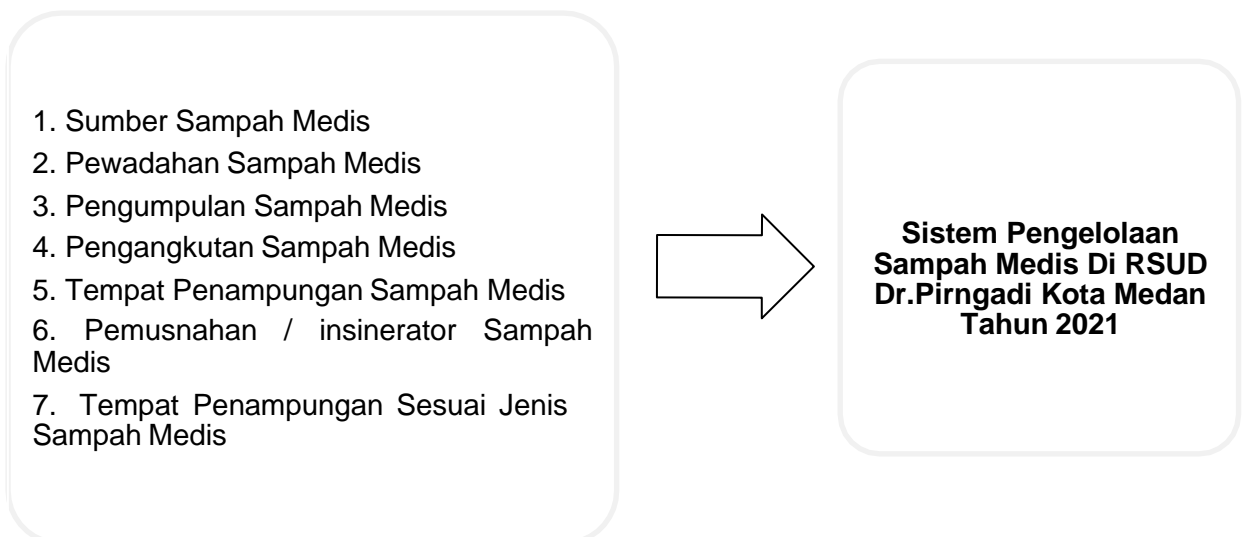 1. Sumber Sampah Medis
2. Pewadahan Sampah Medis
3. Pengumpulan Sampah Medis
4. Pengangkutan Sampah Medis
5. Tempat Penampungan Sampah Medis
6. Pemusnahan / insinerator Sampah
Medis
7. Tempat Penampungan Sesuai Jenis
Sampah Medis
Sistem Pengelolaan
Sampah Medis Di RSUD
Dr.Pirngadi Kota Medan
Tahun 2021